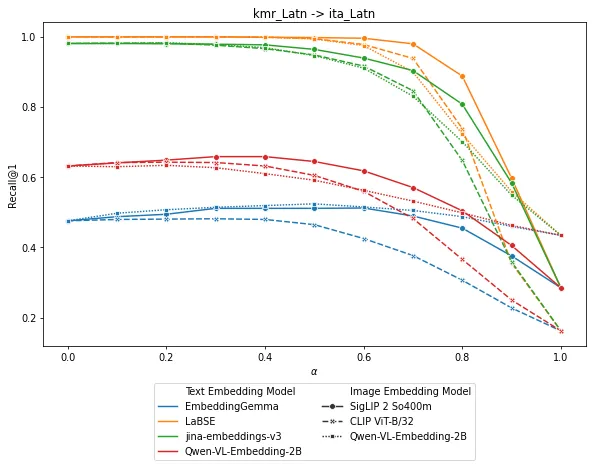 kmr_Latn -> ita_Latn
1.0
0.8
0.6
0.4
0.2
Recall@1
0.0 0.2 0.4 0.6 0.8 1.0
α
Text Embedding Model Image Embedding Model
EmbeddingGemma SigLIP 2 So400m
LaBSE CLIP ViT-B/32
jina-embeddings-v3 Qwen-VL-Embedding-2B
Qwen-VL-Embedding-2B